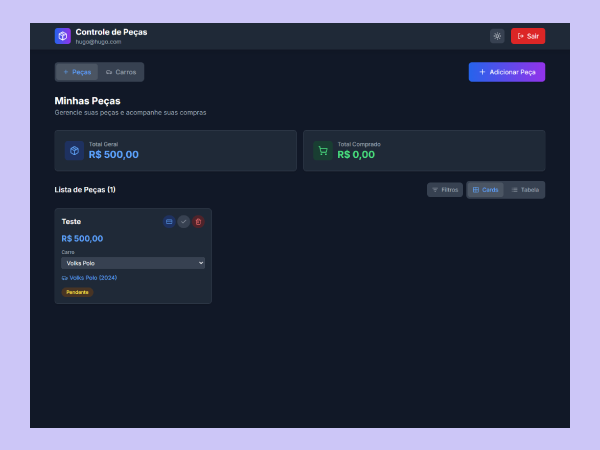 Controle de Peças
hugo@hugo.com
Sair
Peças
Carros
Adicionar Peça
Minhas Peças
Gerencie suas peças e acompanhe suas compras
Total Geral
R$ 500,00
Total Comprado
R$ 0,00
Lista de Peças (1)
Filtros
Cards
Tabela
Teste
R$ 500,00
Carro
Volks Polo
Volks Polo (2024)
Pendente